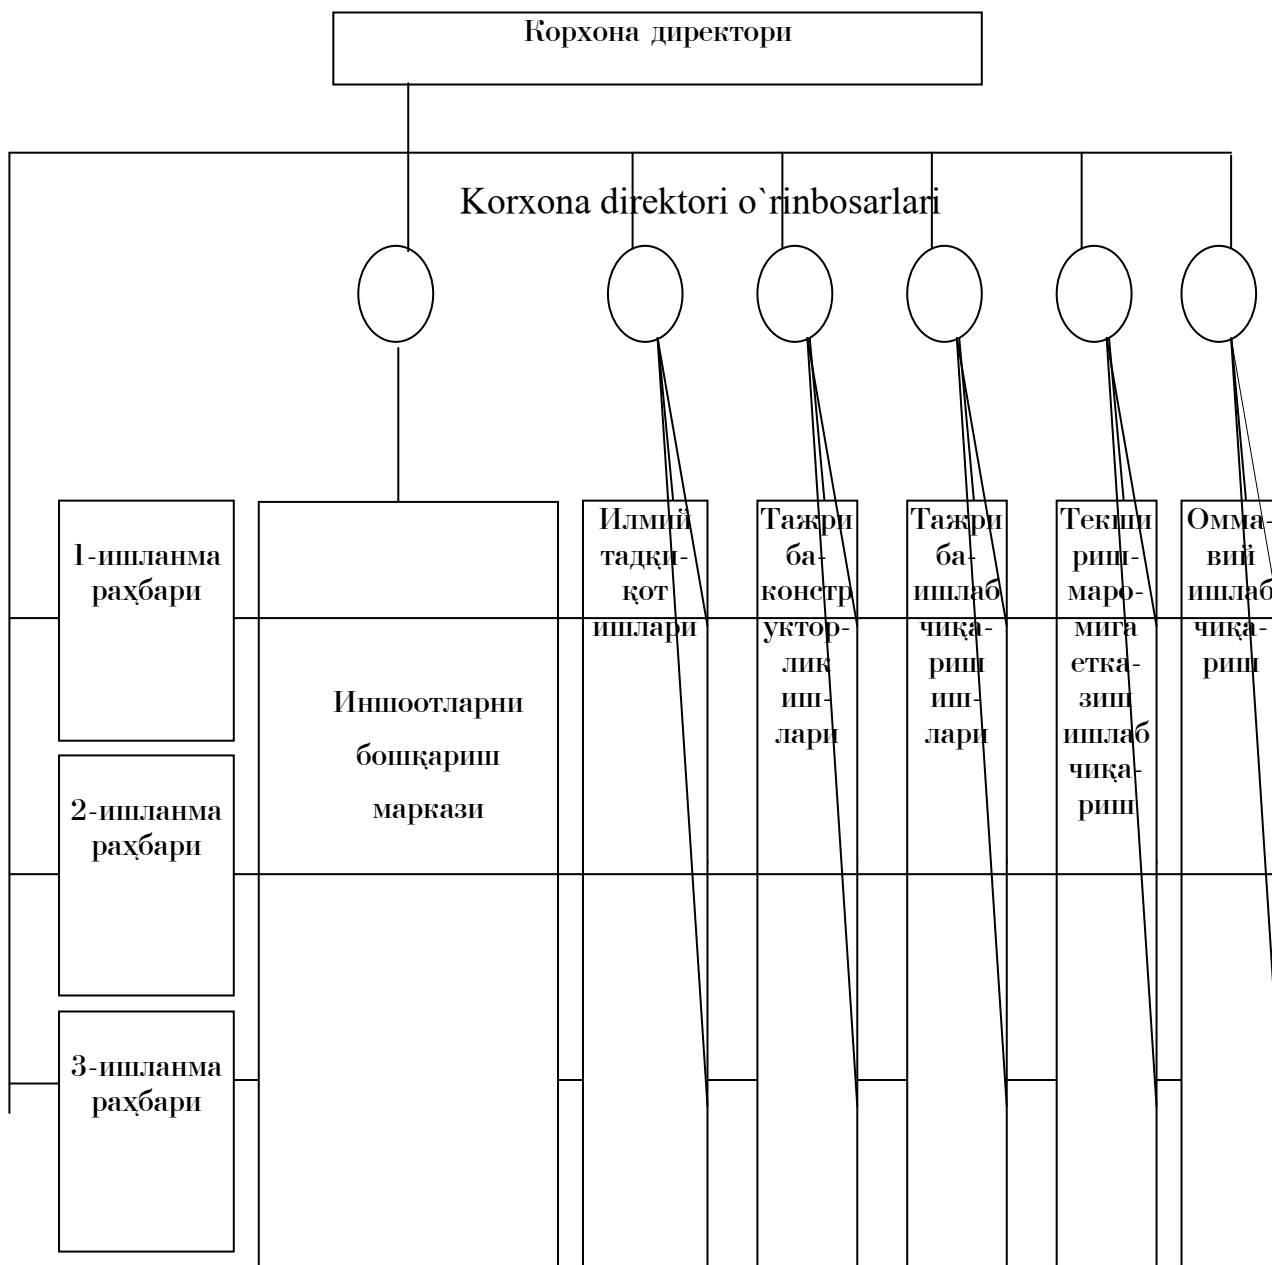 Корхона директори
Korxona direktori o`rinbosarlari
1-ишланма
раҳбари
2-ишланма
раҳбари
3-ишланма
раҳбари
Иншоотларни
бошқариш
маркази
Илмий
тадқи-
қот
ишлари
Тажри
ба-
констр
уктор-
лик
иш-
лари
Тажри
ба-
ишлаб
чиқа-
риш
иш-
лари
Текши
риш-
маро-
мига
етка-
зиш
ишлаб
чиқа-
риш
Омма-
вий
ишлаб
чиқа-
риш